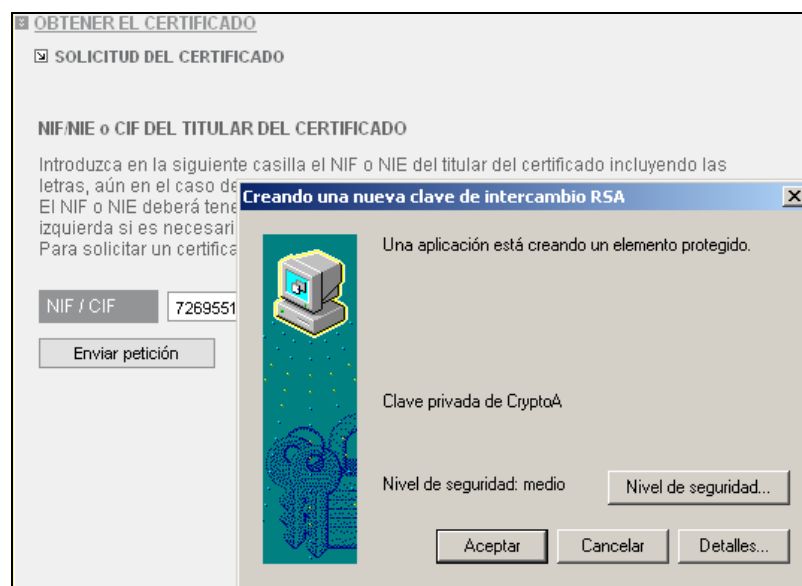 OBTENER EL CERTIFICADO
SOLICITUD DEL CERTIFICADO
NIF/NIE o CIF DEL TITULAR DEL CERTIFICADO
Introduzca en la siguiente casilla el NIF o NIE del titular del certificado incluyendo las
letras, aún en el caso de
El NIF o NIE deberá tene
izquierda si es necesari
Para solicitar un certifica
NIF / CIF 7269551
Enviar petición
Creando una nueva clave de intercambio RSA
Una aplicación está creando un elemento protegido.
Clave privada de CryptoA
Nivel de seguridad: medio Nivel de seguridad...
Aceptar Cancelar Detalles...